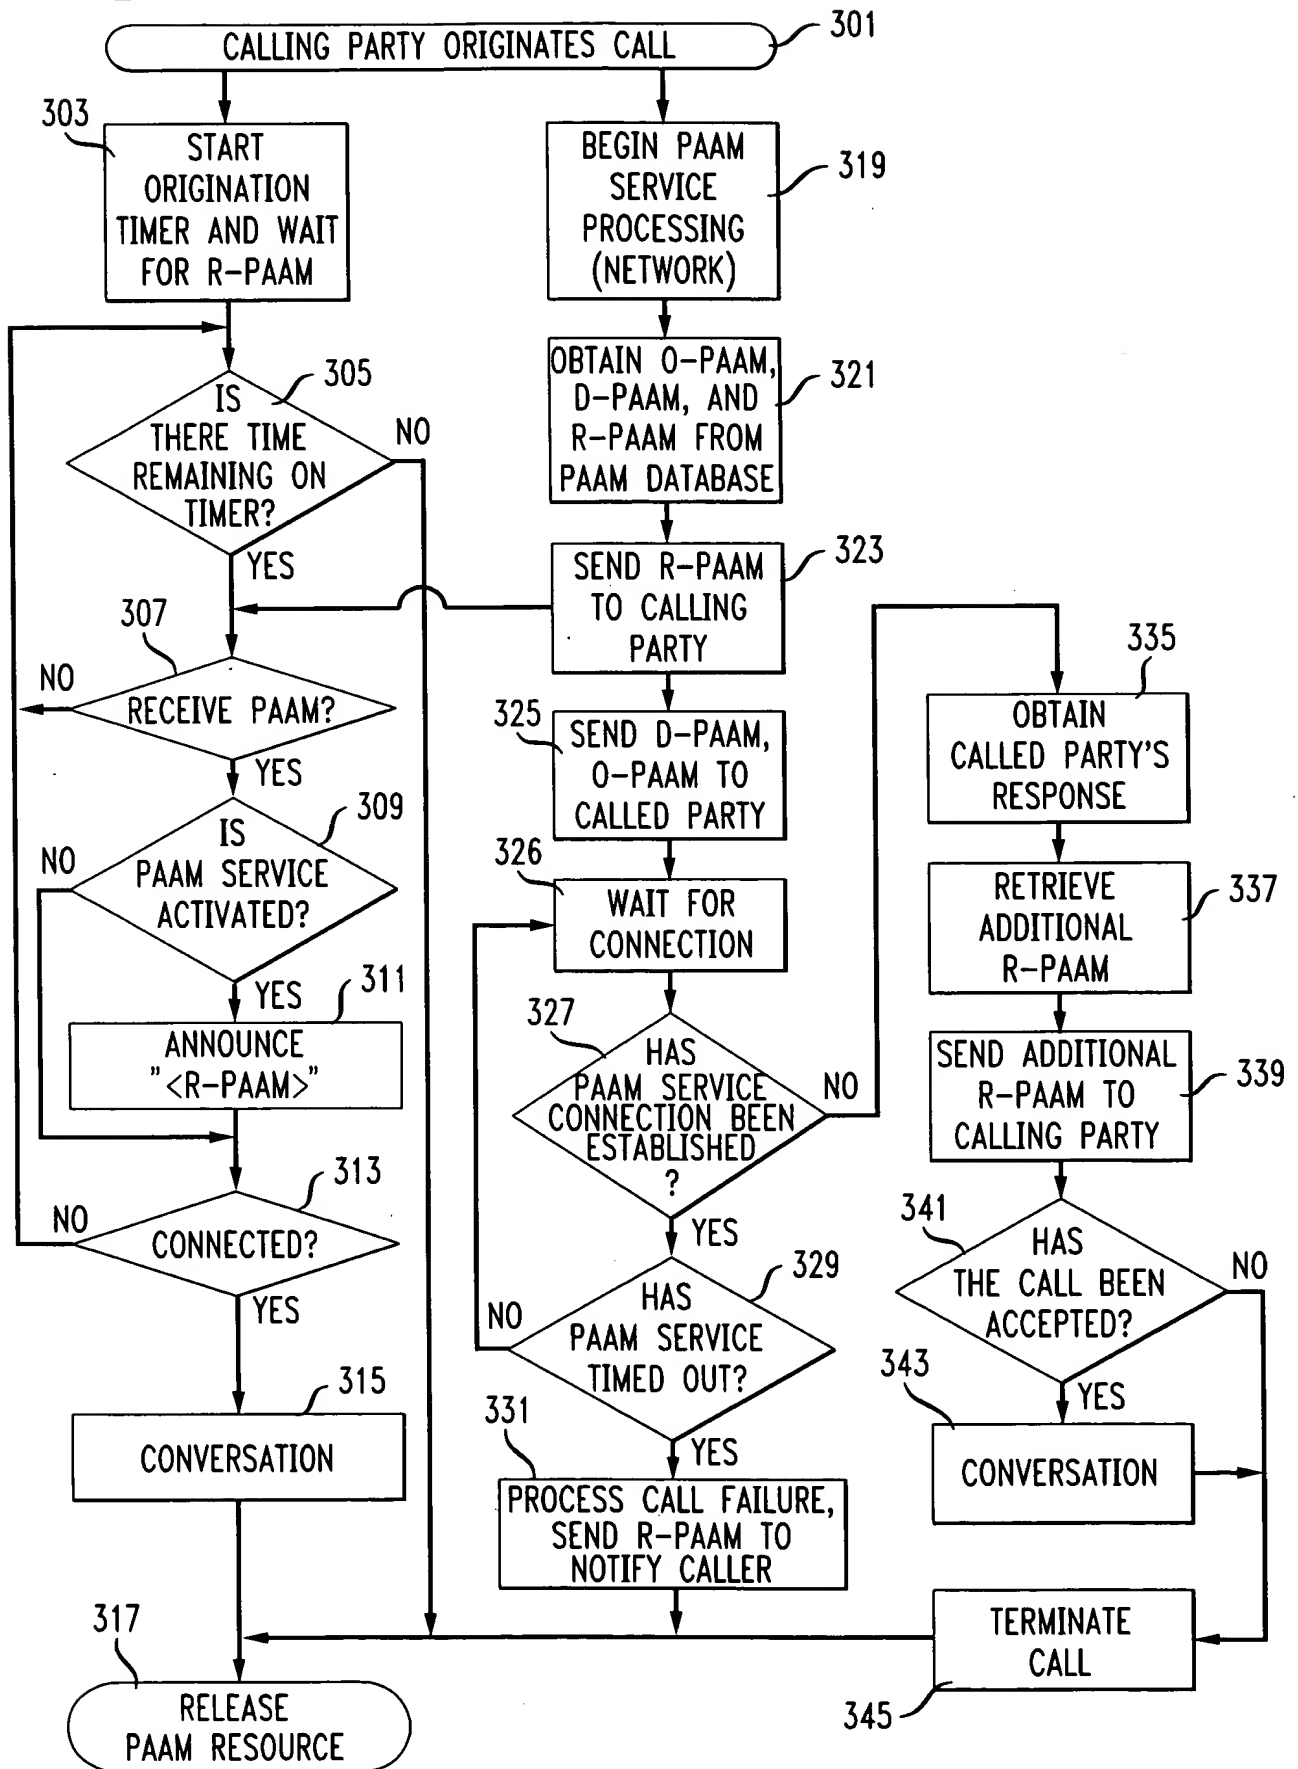 CALLING PARTY ORIGINATES CALL
301
303
START
ORIGINATION
TIMER AND WAIT
FOR R-PAAM
BEGIN PAAM
SERVICE
PROCESSING
(NETWORK)
319
305
IS
THERE TIME
REMAINING ON
TIMER?
NO
YES
OBTAIN O-PAAM,
D-PAAM, AND
R-PAAM FROM
PAAM DATABASE
321
SEND R-PAAM
TO CALLING
PARTY
323
307
RECEIVE PAAM?
NO
YES
325
SEND D-PAAM,
O-PAAM TO
CALLED PARTY
309
IS
PAAM SERVICE
ACTIVATED?
NO
YES
326
WAIT FOR
CONNECTION
311
ANNOUNCE
"<R-PAAM>"
327
HAS
PAAM SERVICE
CONNECTION BEEN
ESTABLISHED
?
NO
YES
313
CONNECTED?
NO
YES
329
HAS
PAAM SERVICE
TIMED OUT?
NO
YES
315
CONVERSATION
331
PROCESS CALL FAILURE,
SEND R-PAAM TO
NOTIFY CALLER
335
OBTAIN
CALLED PARTY'S
RESPONSE
RETRIEVE
ADDITIONAL
R-PAAM
337
SEND ADDITIONAL
R-PAAM TO
CALLING PARTY
339
341
HAS
THE CALL BEEN
ACCEPTED?
NO
YES
343
CONVERSATION
TERMINATE
CALL
345
317
RELEASE
PAAM RESOURCE